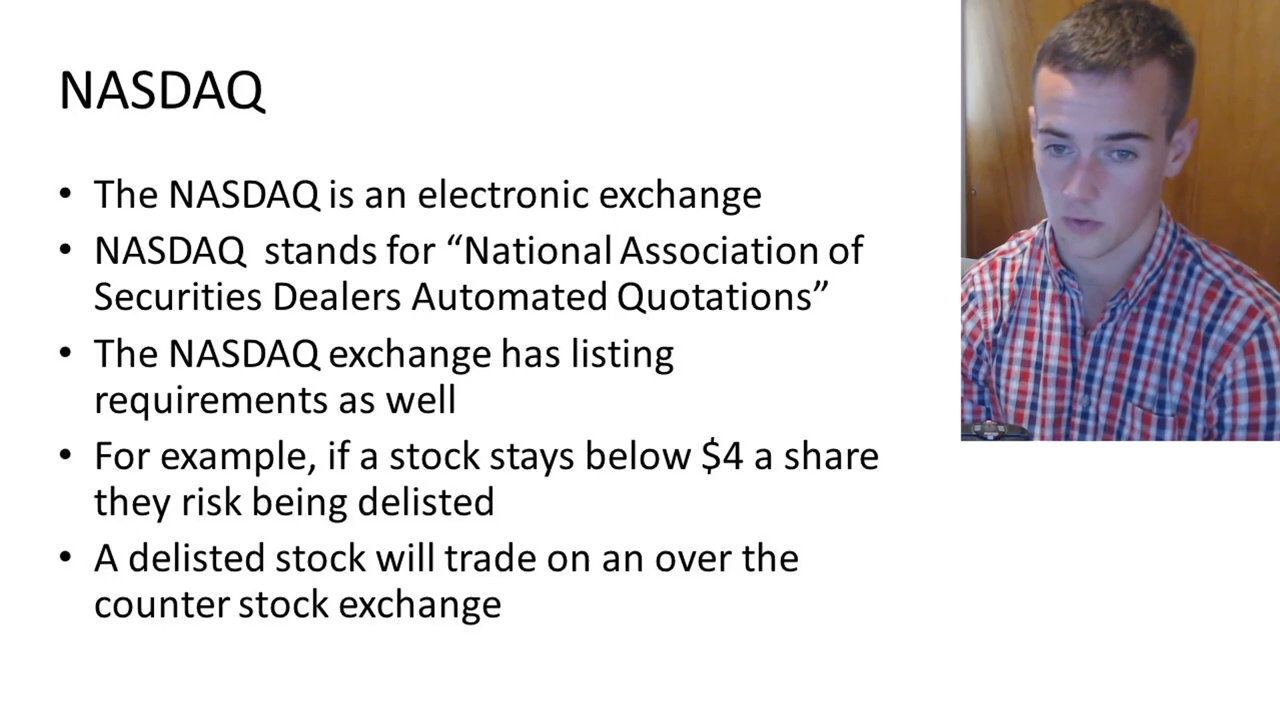 NASDAQ
• The NASDAQ is an electronic exchange
• NASDAQ  stands for “National Association of
Securities Dealers Automated Quotations”
• The NASDAQ exchange has listing
requirements as well
• For example, if a stock stays below $4 a share
they risk being delisted
• A delisted stock will trade on an over the
counter stock exchange